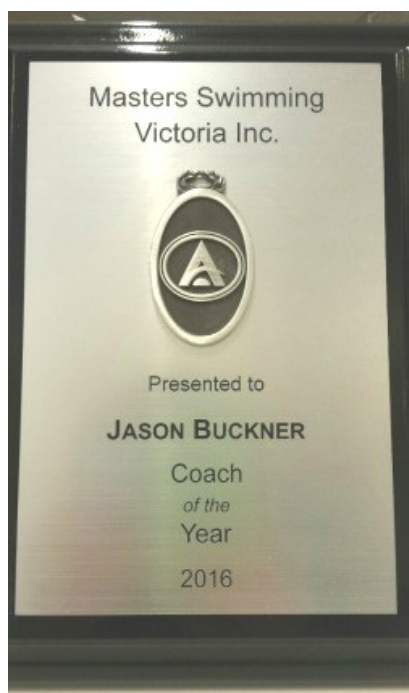 Masters Swimming
Victoria Inc.
A
Presented to
JASON BUCKNER
Coach
of the
Year
2016